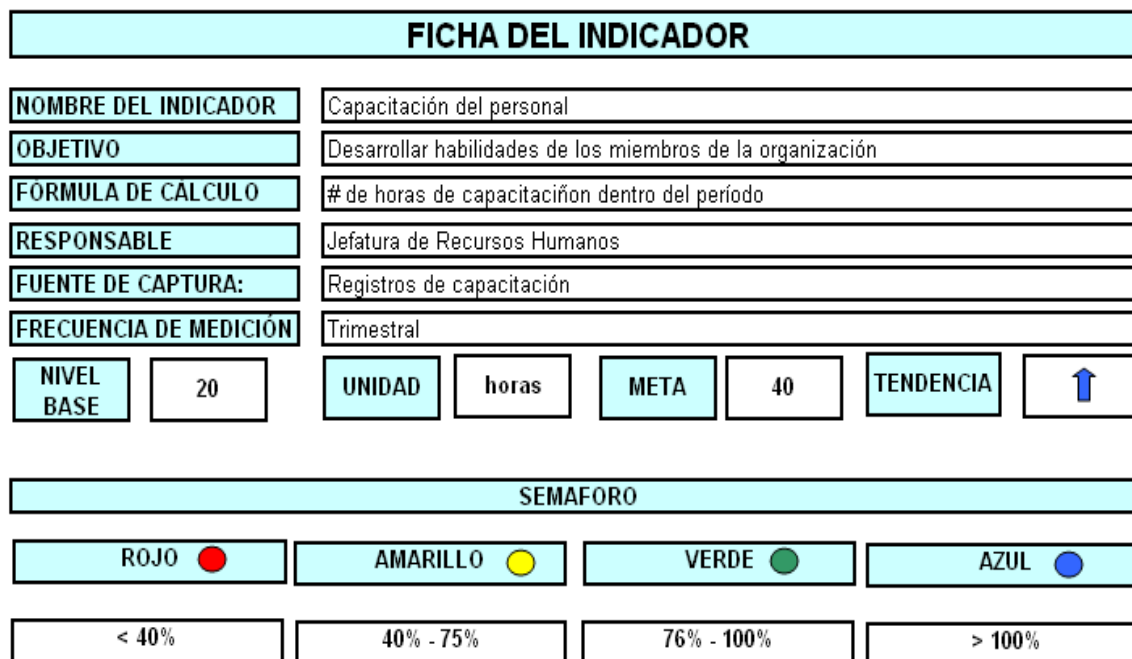 FICHA DEL INDICADOR
NOMBRE DEL INDICADOR Capacitación del personal
OBJETIVO Desarrollar habilidades de los miembros de la organización
FÓRMULA DE CÁLCULO # de horas de capacitaciñon dentro del período
RESPONSABLE Jefatura de Recursos Humanos
FUENTE DE CAPTURA: Registros de capacitación
FRECUENCIA DE MEDICIÓN Trimestral
NIVEL BASE 20 UNIDAD horas META 40 TENDENCIA
SEMAFORO
ROJO AMARILLO VERDE AZUL
< 40% 40% - 75% 76% - 100% > 100%